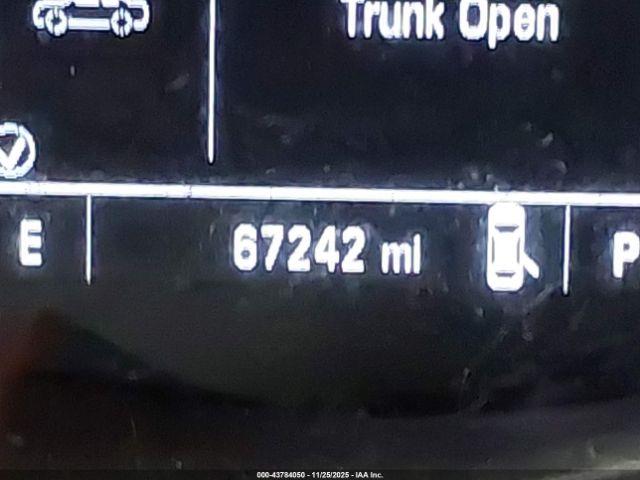 Trunk Open
E 67242 mi P
000-43784050 - 11/25/2025 - IAA Inc.